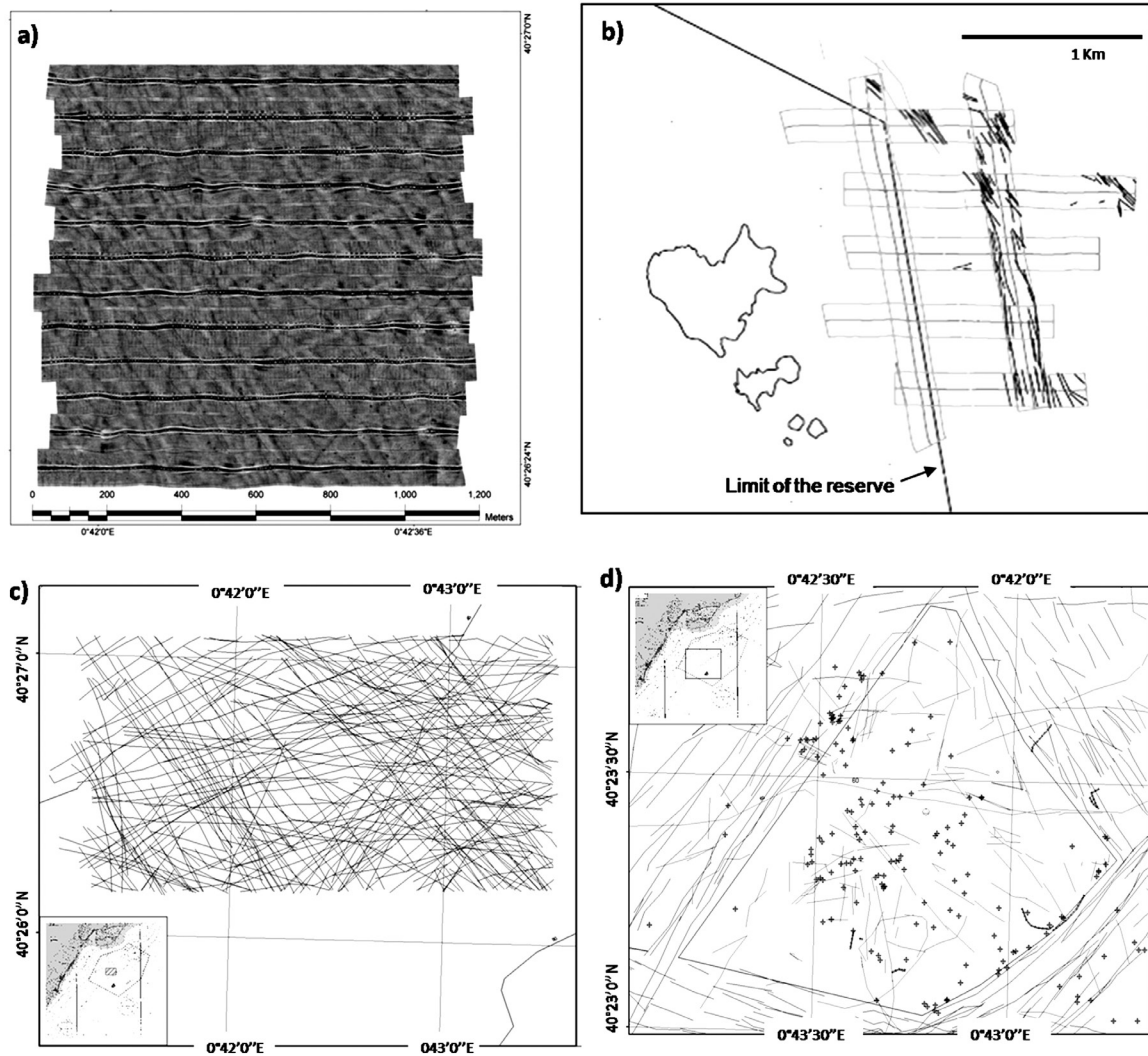 a)
40°27'0"N
40°26'24"N
0 200 400 600 800 1,000 1,200
Meters
0°42'0"E 0°42'36"E
b)
1 Km
Limit of the reserve
c)
0°42'0"E 0°43'0"E
40°27'0"N
40°26'0"N
0°42'0"E 043'0"E
d)
0°42'30"E 0°42'0"E
40°23'30"N
60
40°23'0"N
0°43'30"E 0°43'0"E